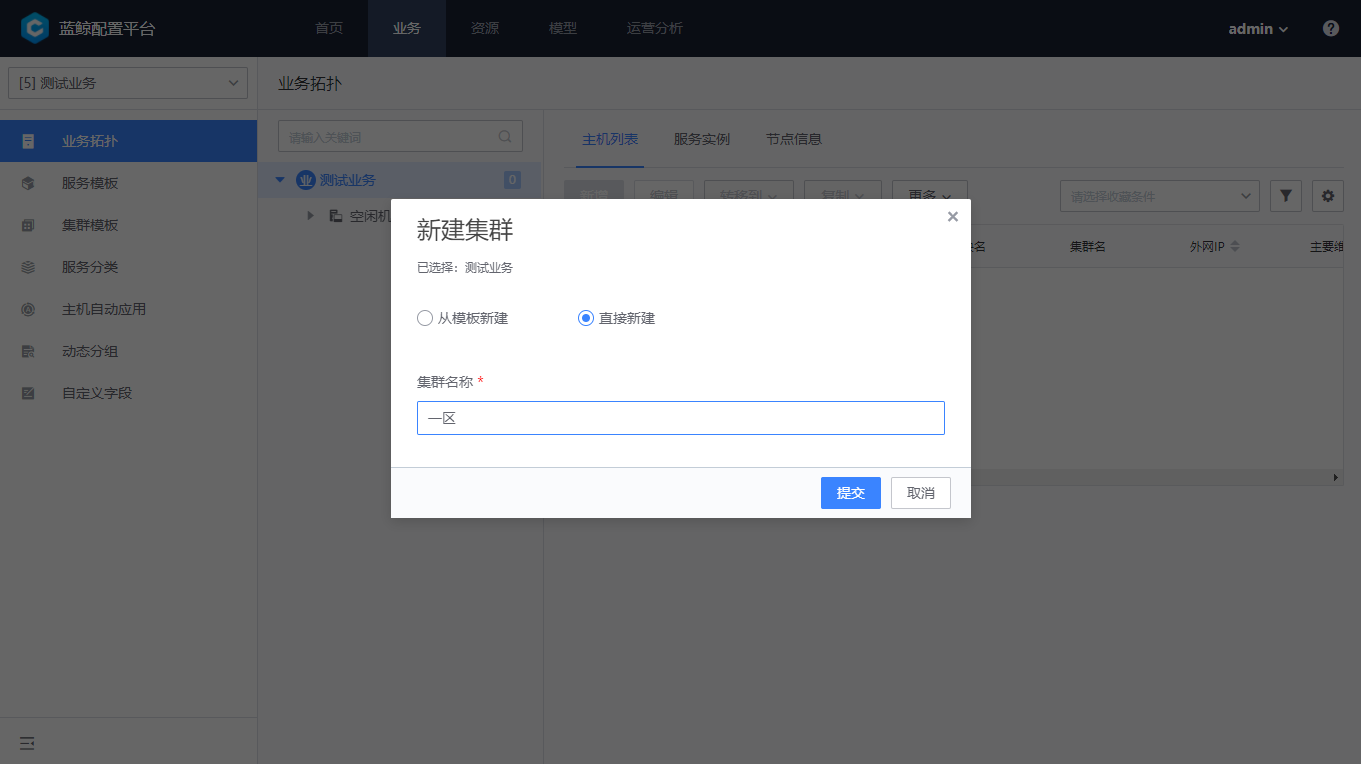 蓝鲸配置平台 首页 业务 资源 模型 运营分析 admin
[5] 测试业务
业务拓扑
业务拓扑
服务模板
集群模板
服务分类
主机自动应用
动态分组
自定义字段
请输入关键词
测试业务 0
空闲机
主机列表 服务实例 节点信息
新增 编辑 转移到 复制 更多 请选择收藏条件
集群名 外网IP 主要维
新建集群
已选择：测试业务
从模板新建 直接新建
集群名称 *
一区
提交 取消